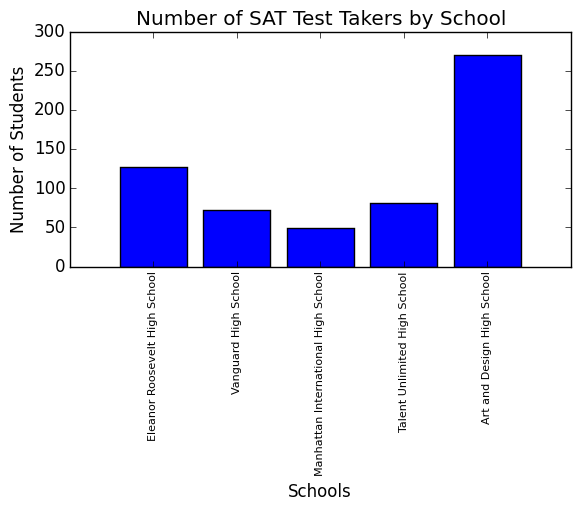 Number of SAT Test Takers by School
300
250
200
150
100
50
0
Number of Students
Eleanor Roosevelt High School
Vanguard High School
Manhattan International High School
Talent Unlimited High School
Art and Design High School
Schools